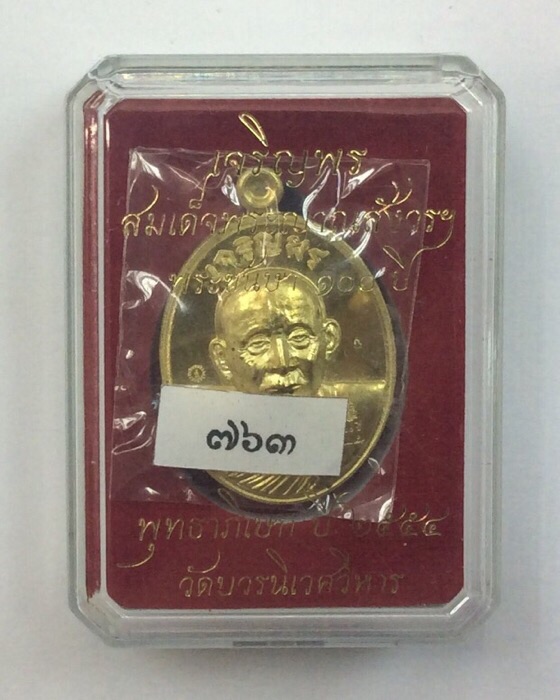 เจริญพร
สมเด็จพระญาณสังวรฯ
เจริญพร
พระชันษา ๑๐๐ ปี
๗๖๓
พุทธาภิเษก ปี ๒๕๕๔
วัดบวรนิเวศวิหาร